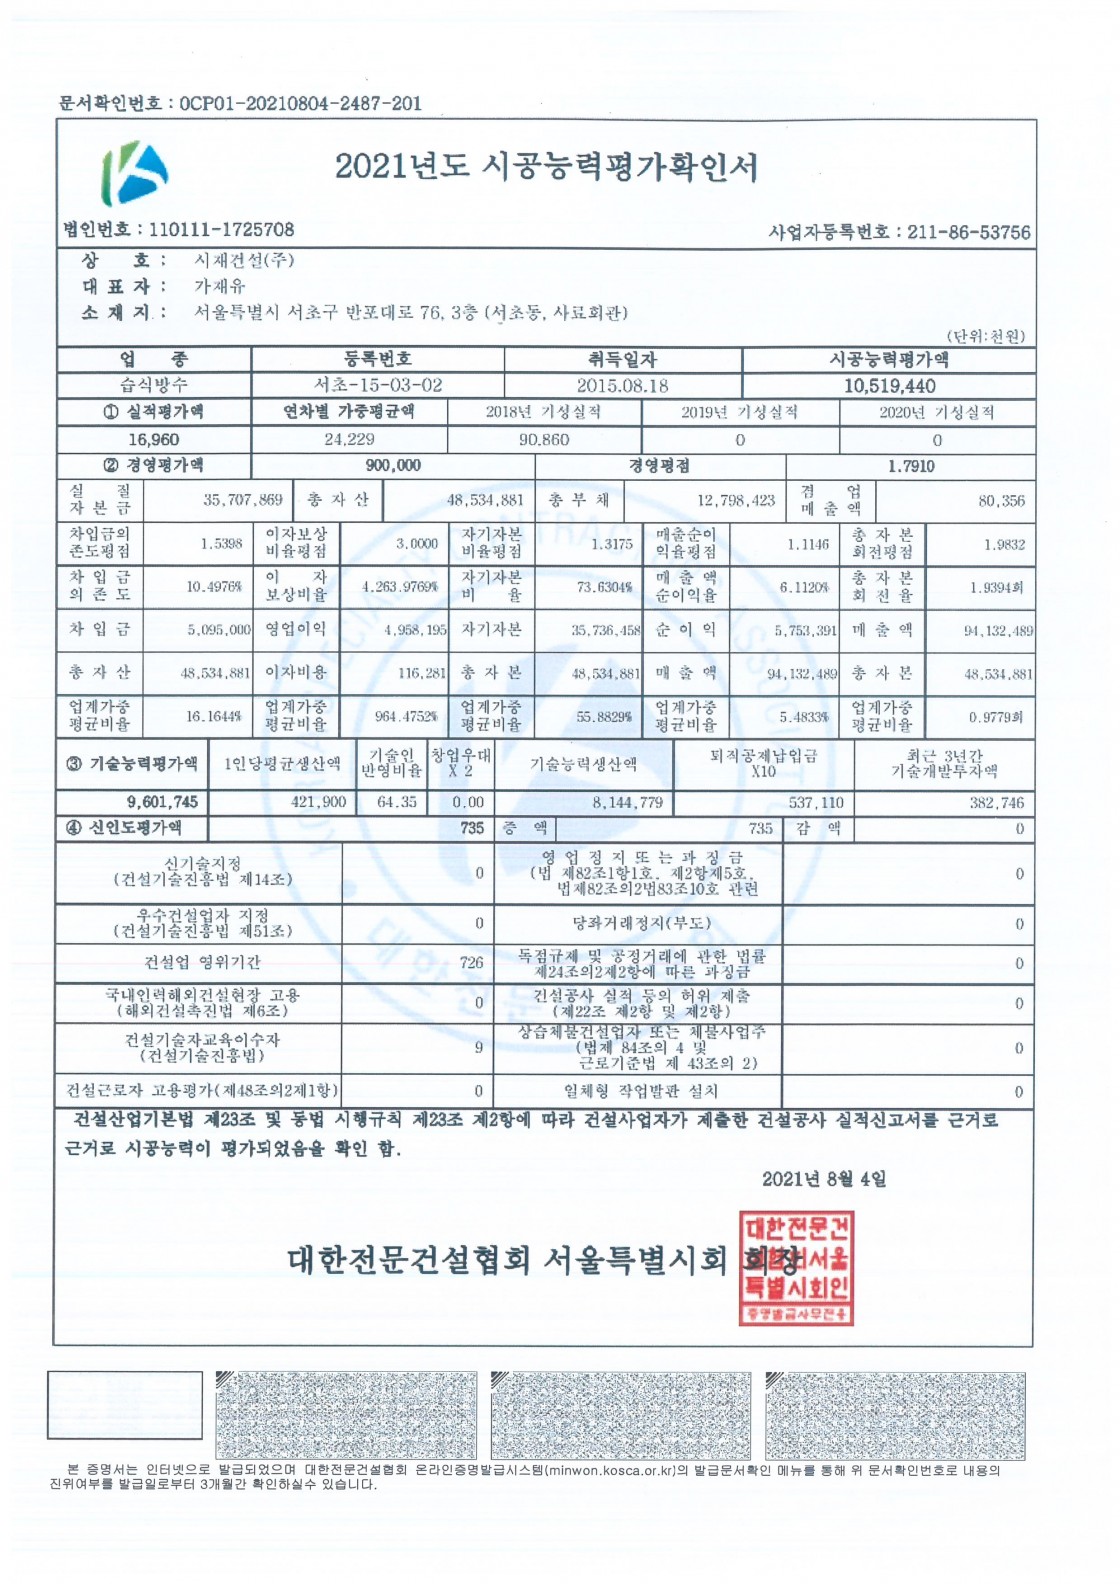 문서확인번호 : 0CP01-20210804-2487-201
2021년도 시공능력평가확인서
법인번호 : 110111-1725708 사업자등록번호 : 211-86-53756
상 호 : 시재건설(주)
대 표 자 : 가재유
소 재 지 : 서울특별시 서초구 반포대로 76, 3층 (서초동, 사료회관)
(단위:천원)
업 종 등록번호 취득일자 시공능력평가액
습식방수 서초-15-03-02 2015.08.18 10,519,440
① 실적평가액 연차별 가중평균액 2018년 기성실적 2019년 기성실적 2020년 기성실적
16,960 24,229 90,860 0 0
② 경영평가액 900,000 경영평점 1.7910
실 질 자 본 금 35,707,869 총 자 산 48,534,881 총 부 채 12,798,423 겸 업 매 출 액 80,356
차입금의 존도평점 1.5398 이자보상 비율평점 3.0000 자기자본 비율평점 1.3175 매출순이 익율평점 1.1146 총 자 본 회전평점 1.9832
차 입 금 의 존 도 10.4976% 이 자 보상비율 4,263.9769% 자기자본 비 율 73.6304% 매 출 액 순이익율 6.1120% 총 자 본 회 전 율 1.9394회
차 입 금 5,095,000 영업이익 4,958,195 자기자본 35,736,458 순 이 익 5,753,391 매 출 액 94,132,489
총 자 산 48,534,881 이자비용 116,281 총 자 본 48,534,881 매 출 액 94,132,489 총 자 본 48,534,881
업계가중 평균비율 16.1644% 업계가중 평균비율 964.4752% 업계가중 평균비율 55.8829% 업계가중 평균비율 5.4833% 업계가중 평균비율 0.9779회
③ 기술능력평가액 1인당평균생산액 기술인 반영비율 창업우대 X 2 기술능력생산액 퇴직공제납입금 X10 최근 3년간 기술개발투자액
9,601,745 421,900 64.35 0.00 8,144,779 537,110 382,746
④ 신인도평가액 735 증 액 735 감 액 0
신기술지정
(건설기술진흥법 제14조) 0
영 업 정 지 또 는 과 징 금
(법 제82조1항1호, 제2항제5호,
법제82조의2법83조10호 관련 0
우수건설업자 지정
(건설기술진흥법 제51조) 0
당좌거래정지(부도) 0
건설업 영위기간 726
독점규제 및 공정거래에 관한 법률
제24조의2제2항에 따른 과징금 0
국내인력해외건설현장 고용
(해외건설촉진법 제6조) 0
건설공사 실적 등의 허위 제출
(제22조 제2항 및 제2항) 0
건설기술자교육이수자
(건설기술진흥법) 9
상습체불건설업자 또는 체불사업주
(법제 84조의 4 및
근로기준법 제 43조의 2) 0
건설근로자 고용평가(제48조의2제1항) 0
일체형 작업발판 설치 0
건설산업기본법 제23조 및 동법 시행규칙 제23조 제2항에 따라 건설사업자가 제출한 건설공사 실적신고서를 근거로
근거로 시공능력이 평가되었음을 확인 함.
2021년 8월 4일
대한전문건설협회 서울특별시회 회장
대한전문건
설협회서울
특별시회인
증명발급사무전용
본 증명서는 인터넷으로 발급되었으며 대한전문건설협회 온라인증명발급시스템(minwon.kosca.or.kr)의 발급문서확인 메뉴를 통해 위 문서확인번호로 내용의
진위여부를 발급일로부터 3개월간 확인하실수 있습니다.